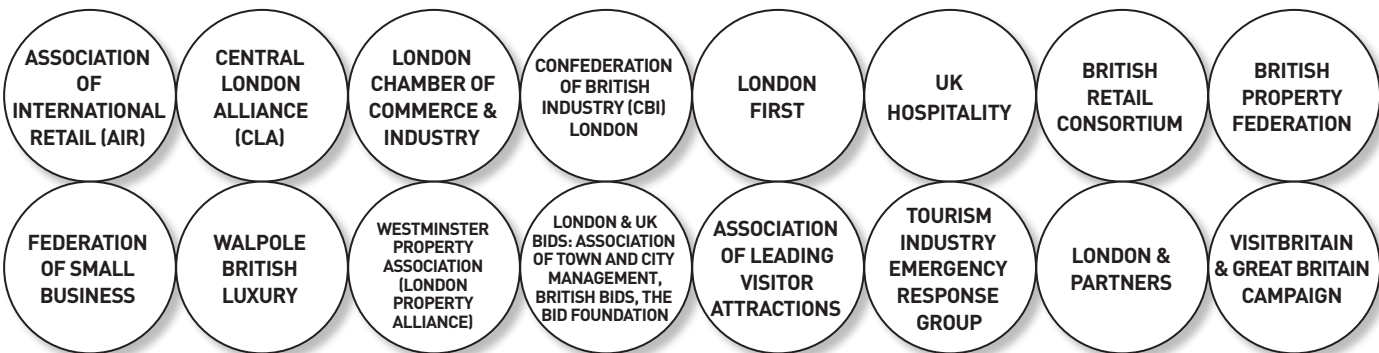 ASSOCIATION
OF
INTERNATIONAL
RETAIL (AIR)
CENTRAL
LONDON
ALLIANCE
(CLA)
LONDON
CHAMBER OF
COMMERCE &
INDUSTRY
CONFEDERATION
OF BRITISH
INDUSTRY (CBI)
LONDON
LONDON
FIRST
UK
HOSPITALITY
BRITISH
RETAIL
CONSORTIUM
BRITISH
PROPERTY
FEDERATION
FEDERATION
OF SMALL
BUSINESS
WALPOLE
BRITISH
LUXURY
WESTMINSTER
PROPERTY
ASSOCIATION
(LONDON
PROPERTY
ALLIANCE)
LONDON & UK
BIDS: ASSOCIATION
OF TOWN AND CITY
MANAGEMENT,
BRITISH BIDS, THE
BID FOUNDATION
ASSOCIATION
OF LEADING
VISITOR
ATTRACTIONS
TOURISM
INDUSTRY
EMERGENCY
RESPONSE
GROUP
LONDON &
PARTNERS
VISITBRITAIN
& GREAT BRITAIN
CAMPAIGN